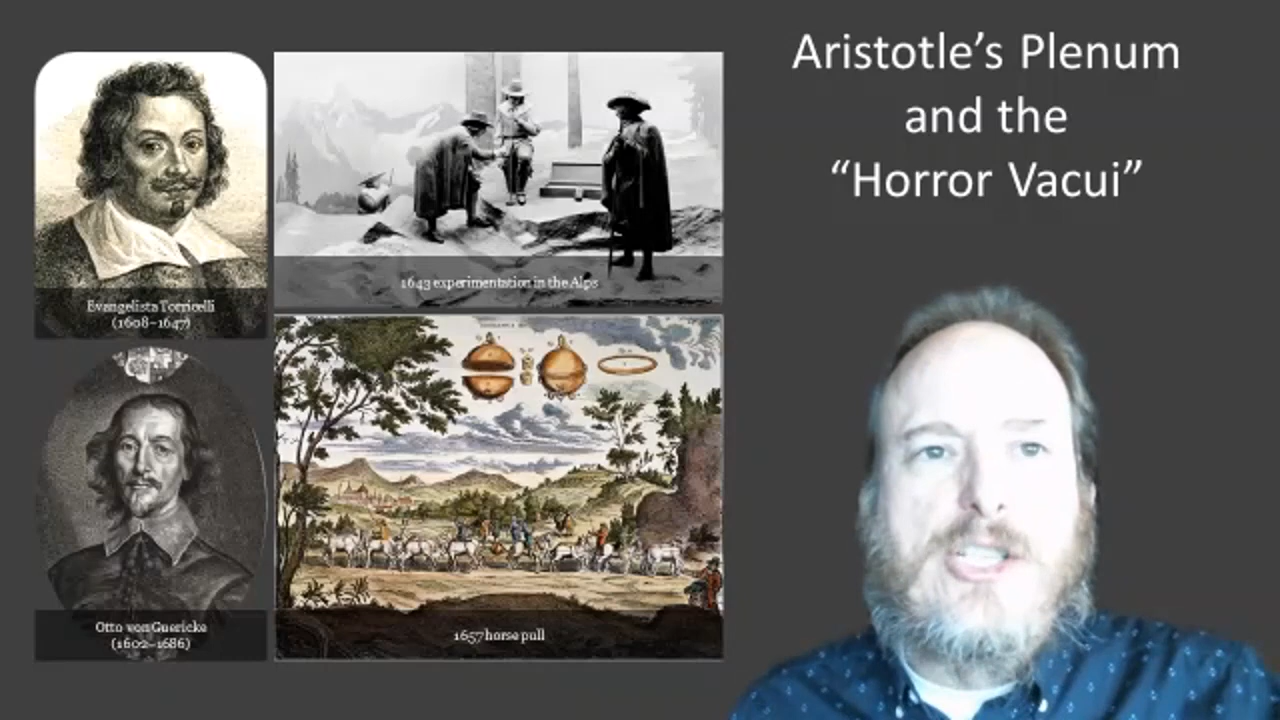 Aristotle’s Plenum
and the
“Horror Vacui”
Evangelista Torricelli
(1608–1647)
1643 experimentation in the Alps
Otto von Guericke
(1602–1686)
1657 horse pull